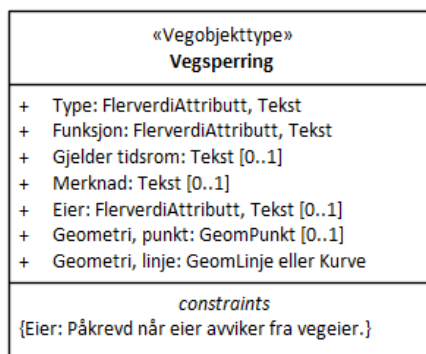 «Vegobjekttype»
Vegsperring
+ Type: FlerverdiAttributt, Tekst
+ Funksjon: FlerverdiAttributt, Tekst
+ Gjelder tidsrom: Tekst [0..1]
+ Merknad: Tekst [0..1]
+ Eier: FlerverdiAttributt, Tekst [0..1]
+ Geometri, punkt: GeomPunkt [0..1]
+ Geometri, linje: GeomLinje eller Kurve
constraints
{Eier: Påkrevd når eier avviker fra vegeier.}